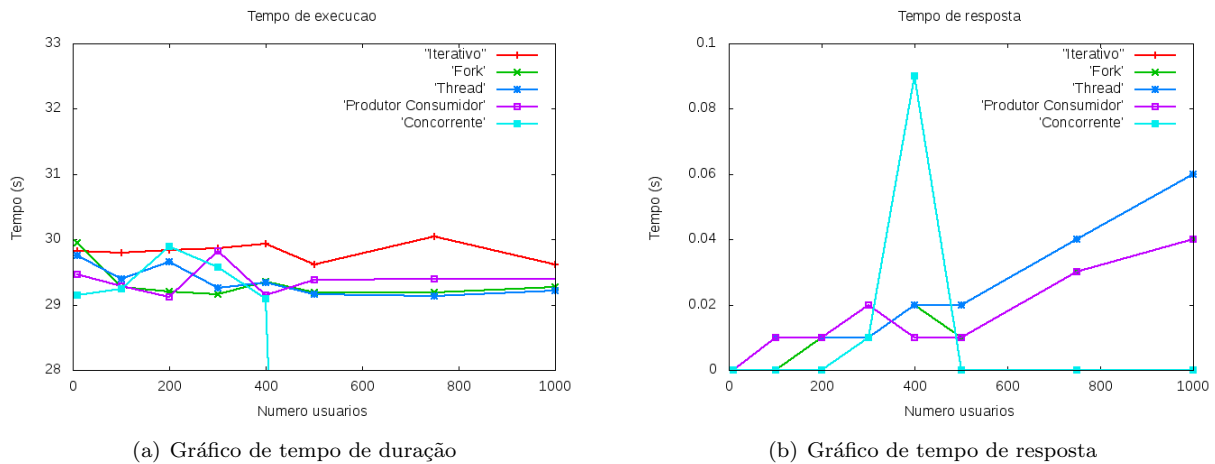 Tempo de execucao
33
32
31
30
29
28
Tempo (s)
"Iterativo"
'Fork'
'Thread'
'Produtor Consumidor'
'Concorrente'
0
200
400
600
800
1000
Numero usuarios
(a) Gráfico de tempo de duração
Tempo de resposta
0.1
0.08
0.06
0.04
0.02
0
Tempo (s)
"Iterativo"
'Fork'
'Thread'
'Produtor Consumidor'
'Concorrente'
0
200
400
600
800
1000
Numero usuarios
(b) Gráfico de tempo de resposta